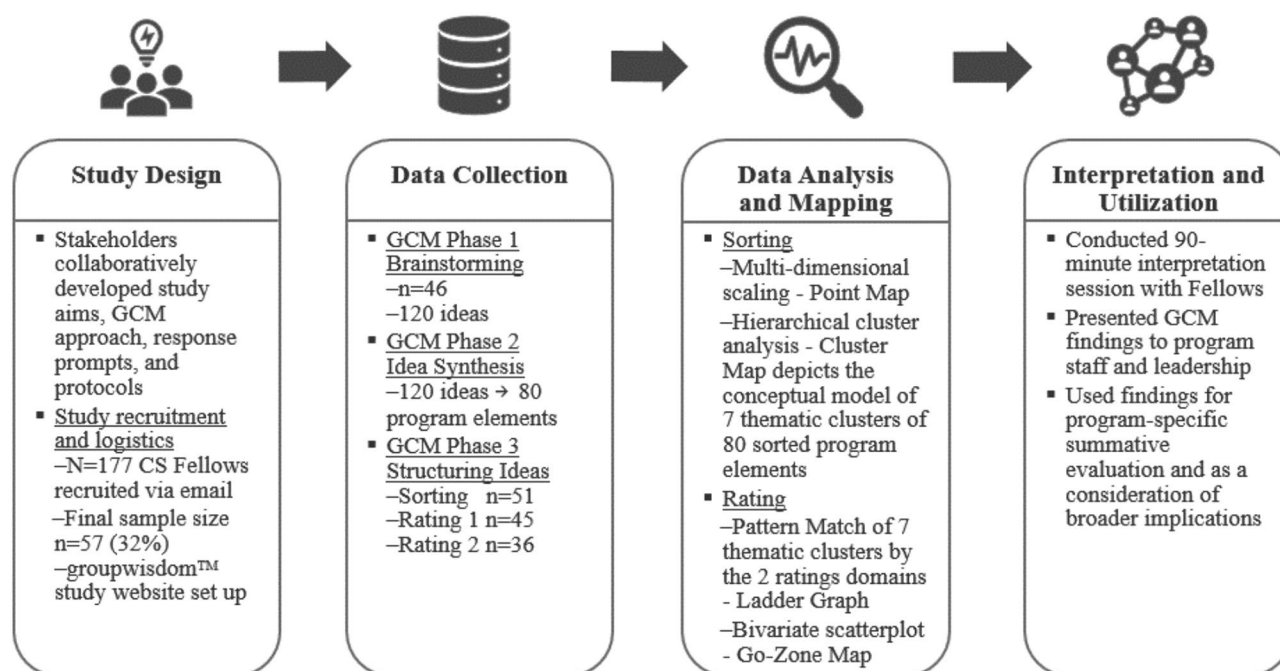 Study Design
▪ Stakeholders
collaboratively
developed study
aims, GCM
approach, response
prompts, and
protocols
▪ Study recruitment
and logistics
–N=177 CS Fellows
recruited via email
–Final sample size
n=57 (32%)
–groupwisdom™
study website set up
Data Collection
▪ GCM Phase 1
Brainstorming
–n=46
–120 ideas
▪ GCM Phase 2
Idea Synthesis
–120 ideas → 80
program elements
▪ GCM Phase 3
Structuring Ideas
–Sorting n=51
–Rating 1 n=45
–Rating 2 n=36
Data Analysis
and Mapping
▪ Sorting
–Multi-dimensional
scaling - Point Map
–Hierarchical cluster
analysis - Cluster
Map depicts the
conceptual model of
7 thematic clusters of
80 sorted program
elements
▪ Rating
–Pattern Match of 7
thematic clusters by
the 2 ratings domains
- Ladder Graph
–Bivariate scatterplot
- Go-Zone Map
Interpretation and
Utilization
▪ Conducted 90-
minute interpretation
session with Fellows
▪ Presented GCM
findings to program
staff and leadership
▪ Used findings for
program-specific
summative
evaluation and as a
consideration of
broader implications